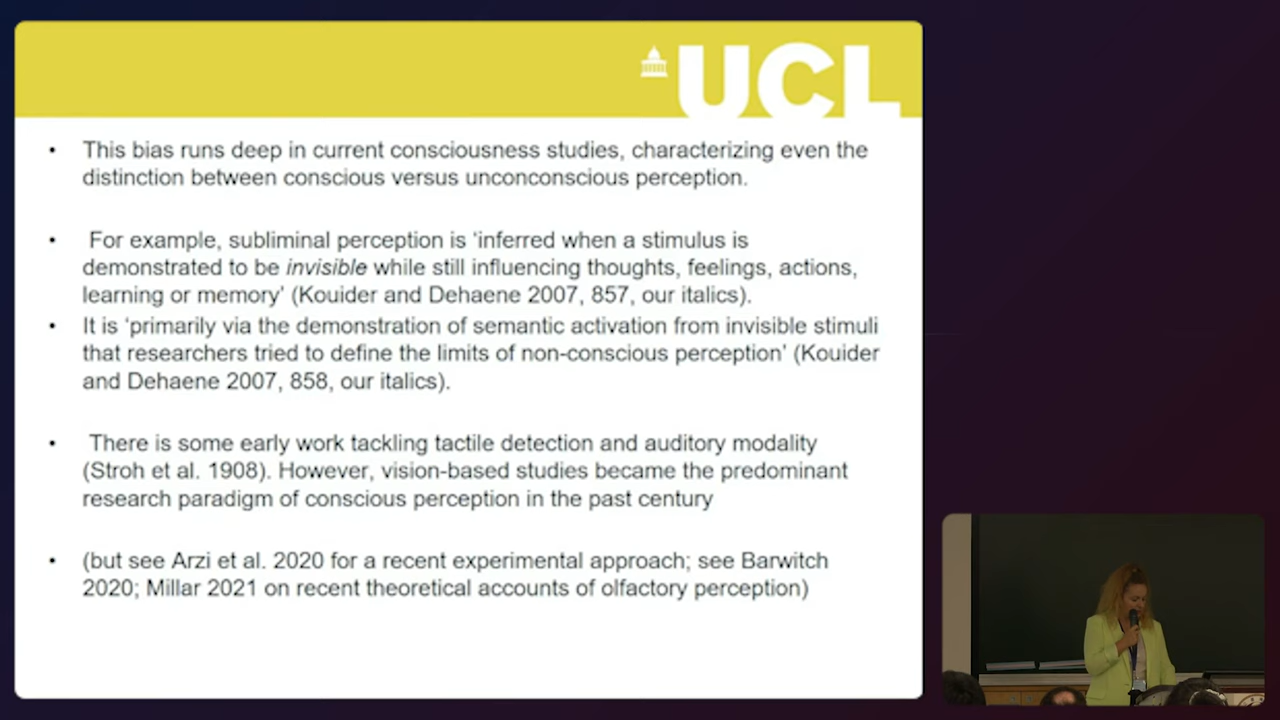 UCL
• This bias runs deep in current consciousness studies, characterizing even the
distinction between conscious versus unconconscious perception.
• For example, subliminal perception is ‘inferred when a stimulus is
demonstrated to be invisible while still influencing thoughts, feelings, actions,
learning or memory’ (Kouider and Dehaene 2007, 857, our italics).
• It is ‘primarily via the demonstration of semantic activation from invisible stimuli
that researchers tried to define the limits of non-conscious perception’ (Kouider
and Dehaene 2007, 858, our italics).
• There is some early work tackling tactile detection and auditory modality
(Stroh et al. 1908). However, vision-based studies became the predominant
research paradigm of conscious perception in the past century
• (but see Arzi et al. 2020 for a recent experimental approach; see Barwitch
2020; Millar 2021 on recent theoretical accounts of olfactory perception)